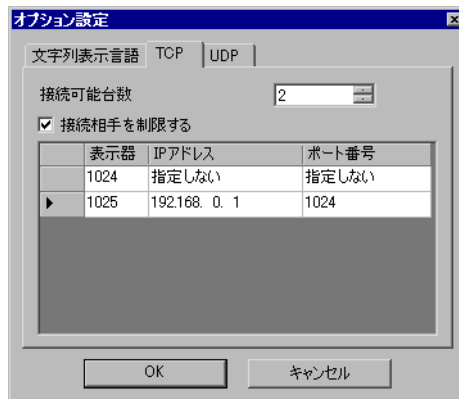 オプション設定
文字列表示言語 TCP UDP
接続可能台数 2
接続相手を制限する
表示器 IPアドレス ポート番号
1024 指定しない 指定しない
1025 192.168. 0. 1 1024
OK キャンセル